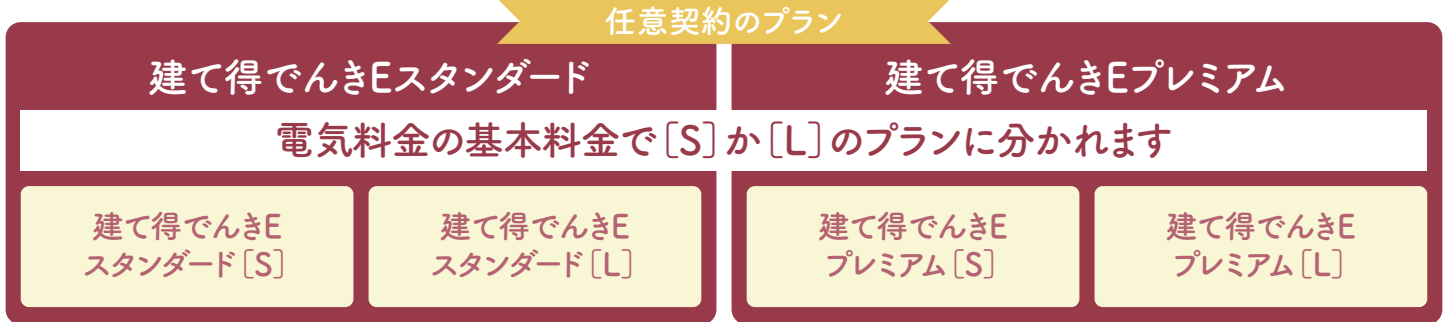 任意契約のプラン
建て得でんきEスタンダード
建て得でんきEプレミアム
電気料金の基本料金で[S]か[L]のプランに分かれます
建て得でんきE
スタンダード[S]
建て得でんきE
スタンダード[L]
建て得でんきE
プレミアム[S]
建て得でんきE
プレミアム[L]